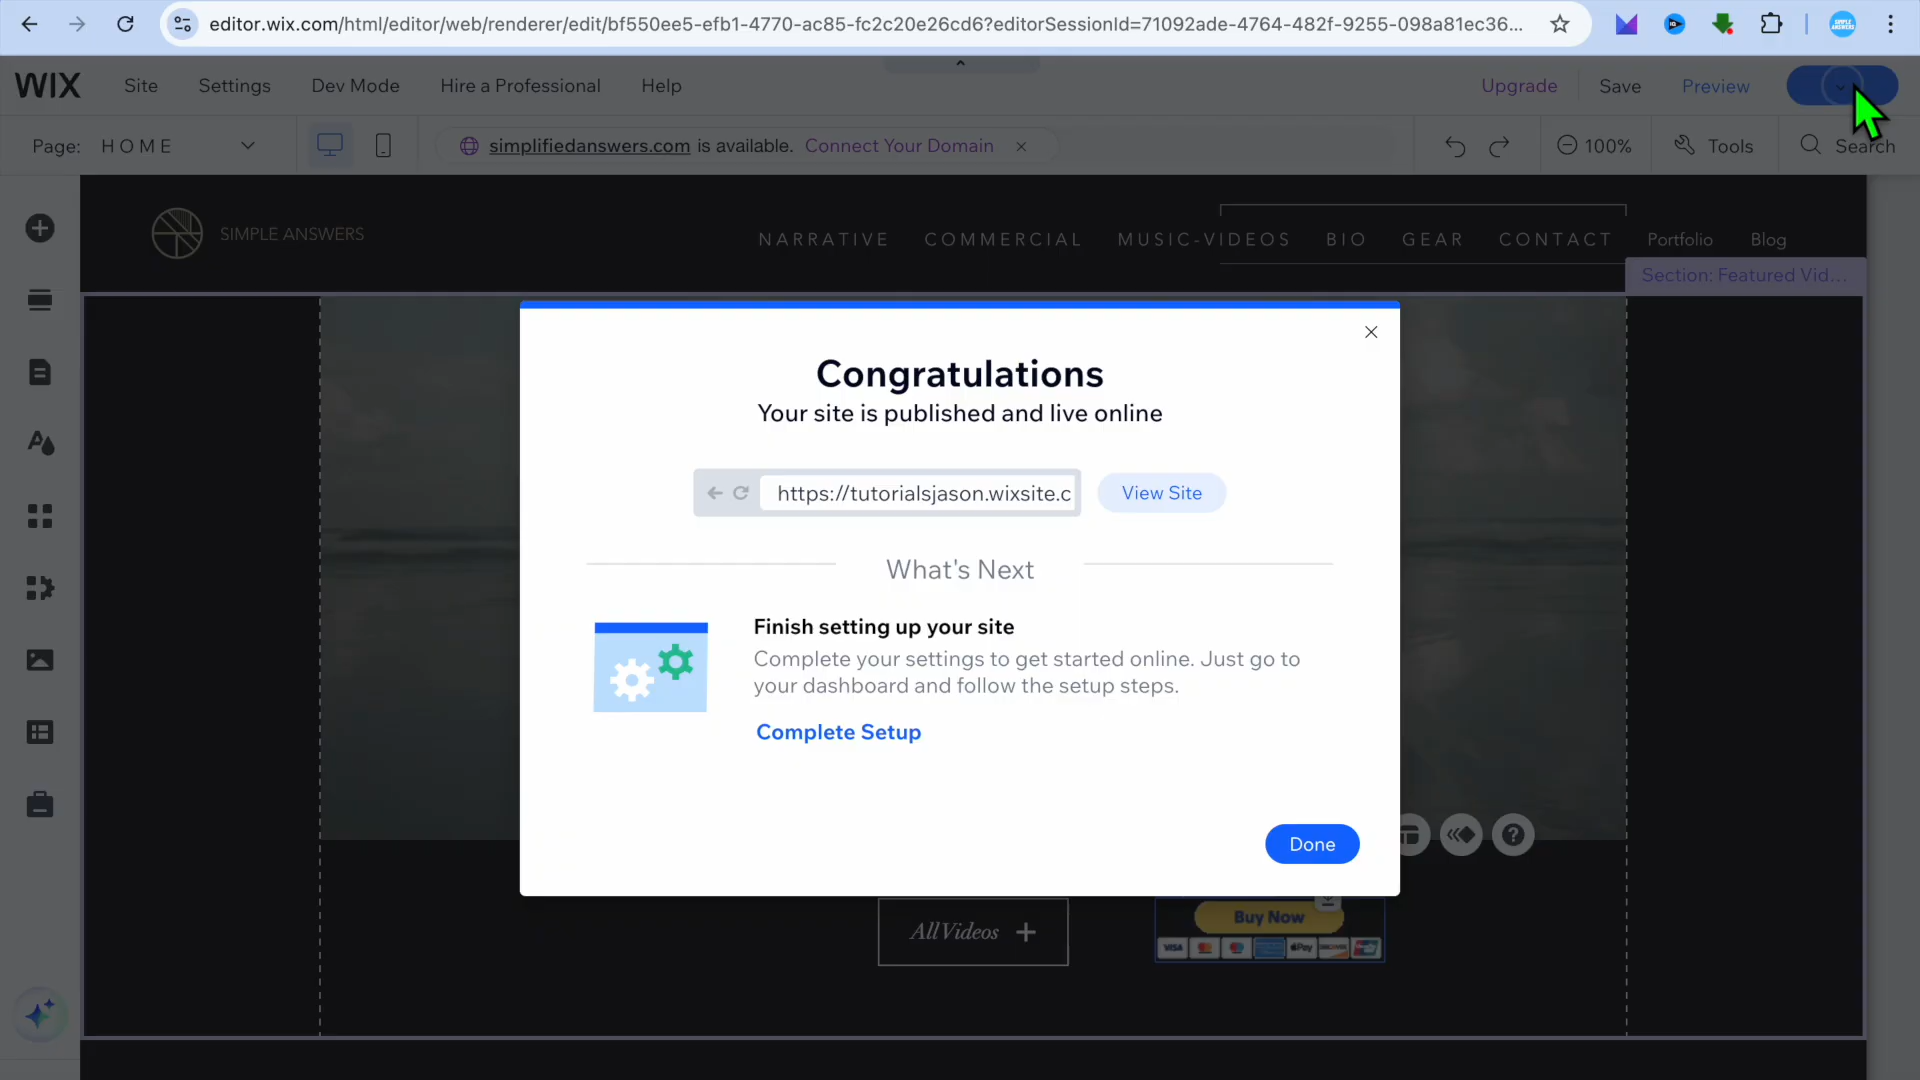 editor.wix.com/html/editor/web/renderer/edit/bf550ee5-efb1-4770-ac85-fc2c20e26cd6?editorSessionId=71092ade-4764-482f-9255-098a81ec36...
WIX Site Settings Dev Mode Hire a Professional Help Upgrade Save Preview
Page: HOME simplifiedanswers.com is available. Connect Your Domain 100% Tools Search
SIMPLE ANSWERS NARRATIVE COMMERCIAL MUSIC-VIDEOS BIO GEAR CONTACT Portfolio Blog
Section: Featured Vid...
Congratulations
Your site is published and live online
https://tutorialsjason.wixsite.c View Site
What's Next
Finish setting up your site
Complete your settings to get started online. Just go to
your dashboard and follow the setup steps.
Complete Setup
Done
All Videos +
Buy Now
VISA Pay DISCOVER